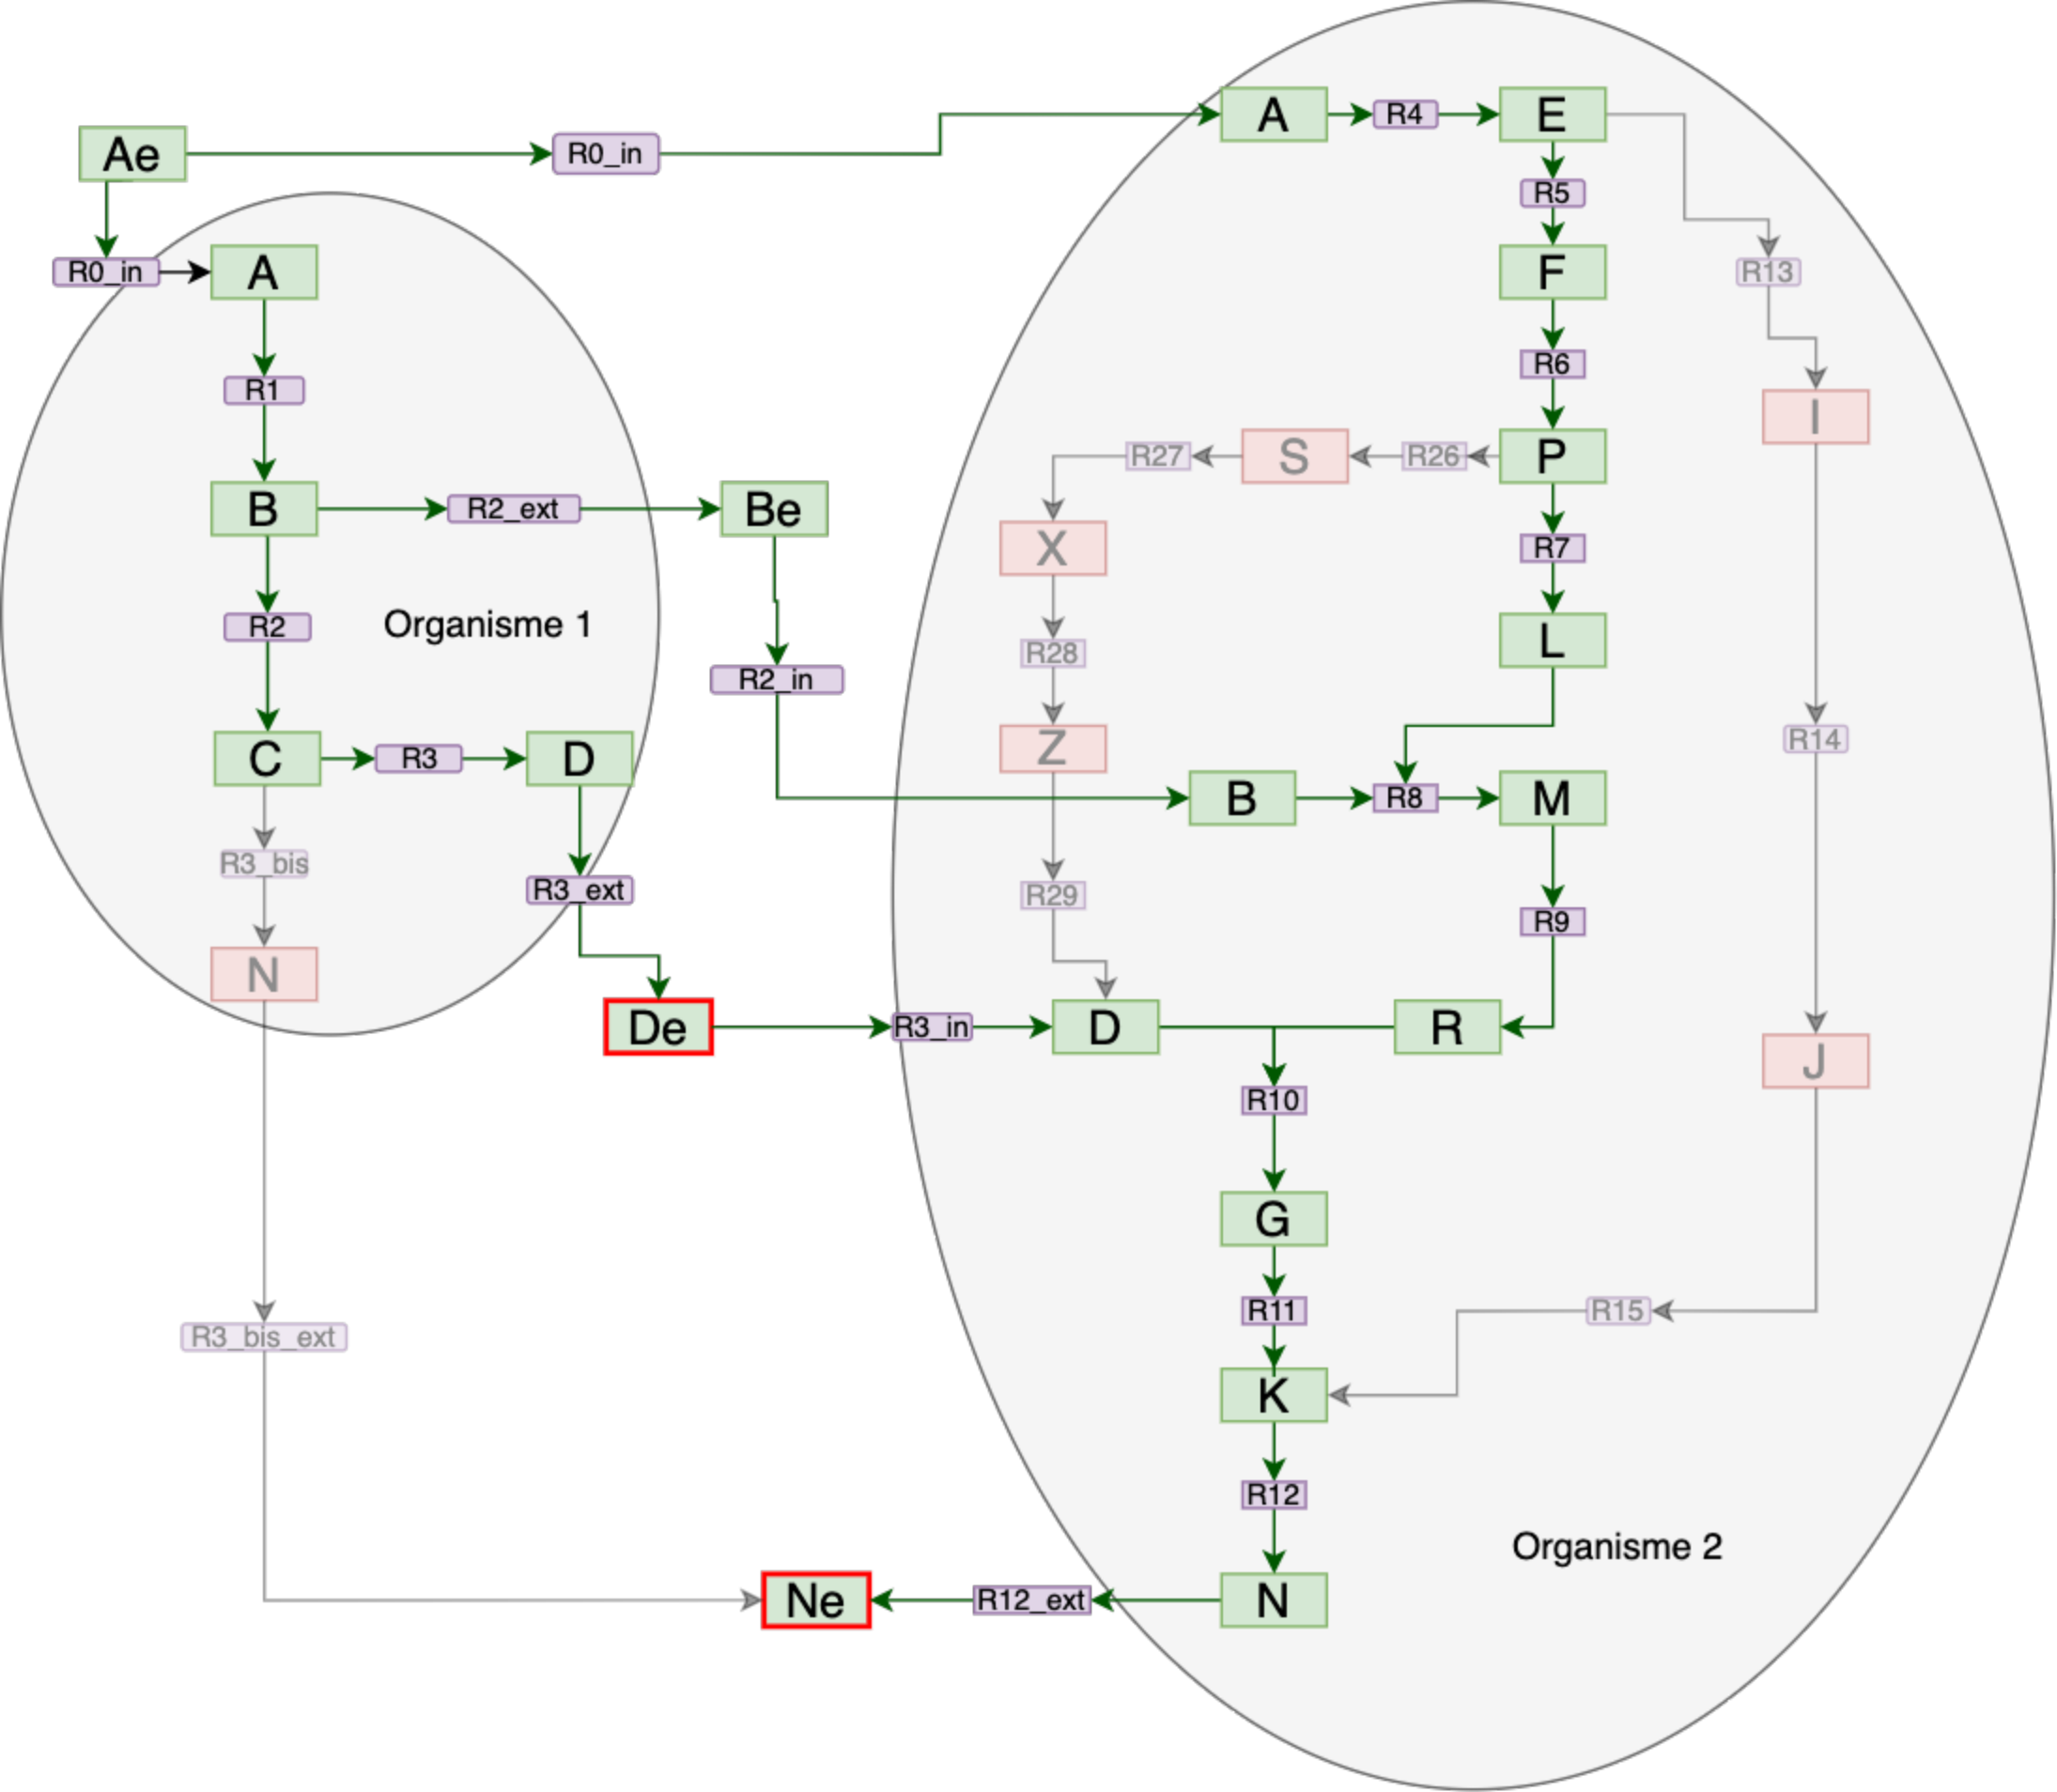 A
R4
E
Ae
R0_in
R5
R0_in
A
F
R13
R1
R6
I
R27
S
R26
P
B
R2_ext
Be
X
R7
R2
Organisme 1
R28
L
R2_in
Z
R14
C
R3
D
B
R8
M
R3_bis
R3_ext
R29
R9
N
De
R3_in
D
R
J
R10
G
R3_bis_ext
R11
R15
K
R12
Organisme 2
Ne
R12_ext
N